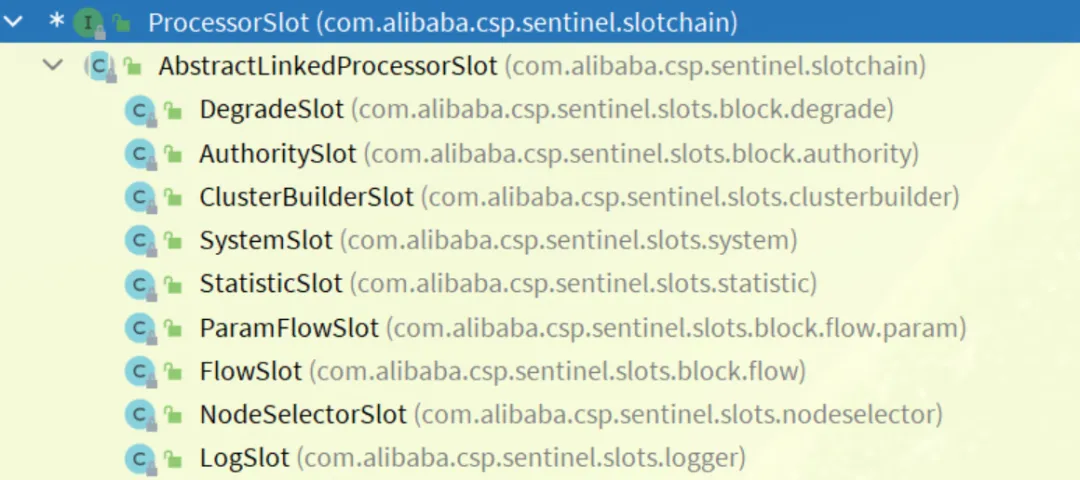 * I ProcessorSlot (com.alibaba.csp.sentinel.slotchain)
C AbstractLinkedProcessorSlot (com.alibaba.csp.sentinel.slotchain)
C DegradeSlot (com.alibaba.csp.sentinel.slots.block.degrade)
C AuthoritySlot (com.alibaba.csp.sentinel.slots.block.authority)
C ClusterBuilderSlot (com.alibaba.csp.sentinel.slots.clusterbuilder)
C SystemSlot (com.alibaba.csp.sentinel.slots.system)
C StatisticSlot (com.alibaba.csp.sentinel.slots.statistic)
C ParamFlowSlot (com.alibaba.csp.sentinel.slots.block.flow.param)
C FlowSlot (com.alibaba.csp.sentinel.slots.block.flow)
C NodeSelectorSlot (com.alibaba.csp.sentinel.slots.nodeselector)
C LogSlot (com.alibaba.csp.sentinel.slots.logger)